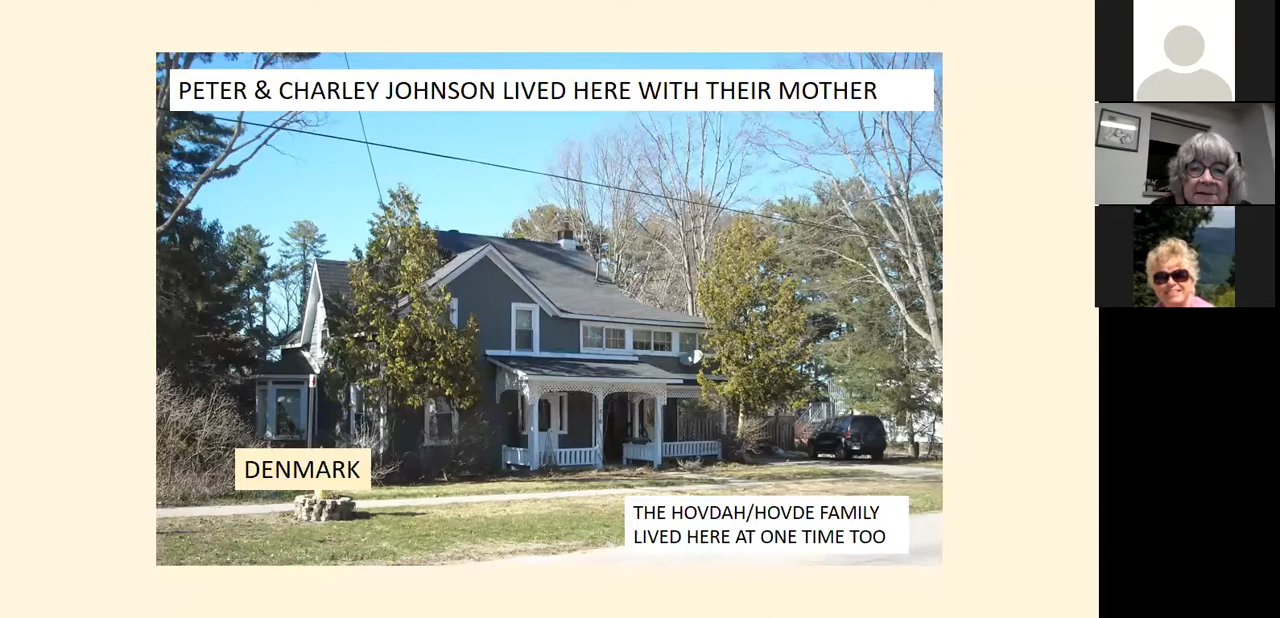 PETER & CHARLEY JOHNSON LIVED HERE WITH THEIR MOTHER
DENMARK
THE HOVDAH/HOVDE FAMILY
LIVED HERE AT ONE TIME TOO